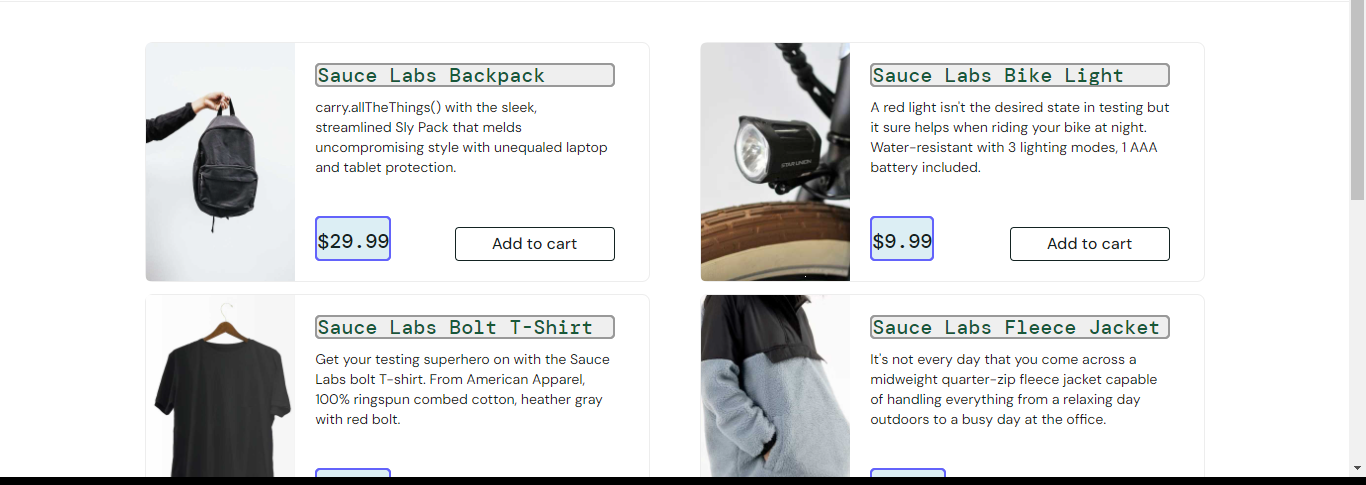 Sauce Labs Backpack
carry.allTheThings() with the sleek,
streamlined Sly Pack that melds
uncompromising style with unequaled laptop
and tablet protection.
$29.99
Add to cart
Sauce Labs Bike Light
A red light isn't the desired state in testing but
it sure helps when riding your bike at night.
Water-resistant with 3 lighting modes, 1 AAA
battery included.
$9.99
Add to cart
STAR UNION
Sauce Labs Bolt T-Shirt
Get your testing superhero on with the Sauce
Labs bolt T-shirt. From American Apparel,
100% ringspun combed cotton, heather gray
with red bolt.
Sauce Labs Fleece Jacket
It's not every day that you come across a
midweight quarter-zip fleece jacket capable
of handling everything from a relaxing day
outdoors to a busy day at the office.